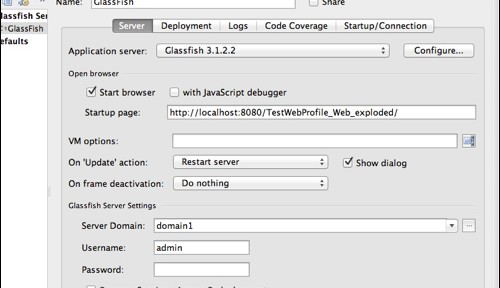 Name: GlassFish Share
lassfish Ser
GlassFish
efaults
Server Deployment Logs Code Coverage Startup/Connection
Application server: Glassfish 3.1.2.2 Configure...
Open browser
Start browser with JavaScript debugger
Startup page: http://localhost:8080/TestWebProfile_Web_exploded/
VM options:
On 'Update' action: Restart server Show dialog
On frame deactivation: Do nothing
Glassfish Server Settings
Server Domain: domain1
Username: admin
Password: